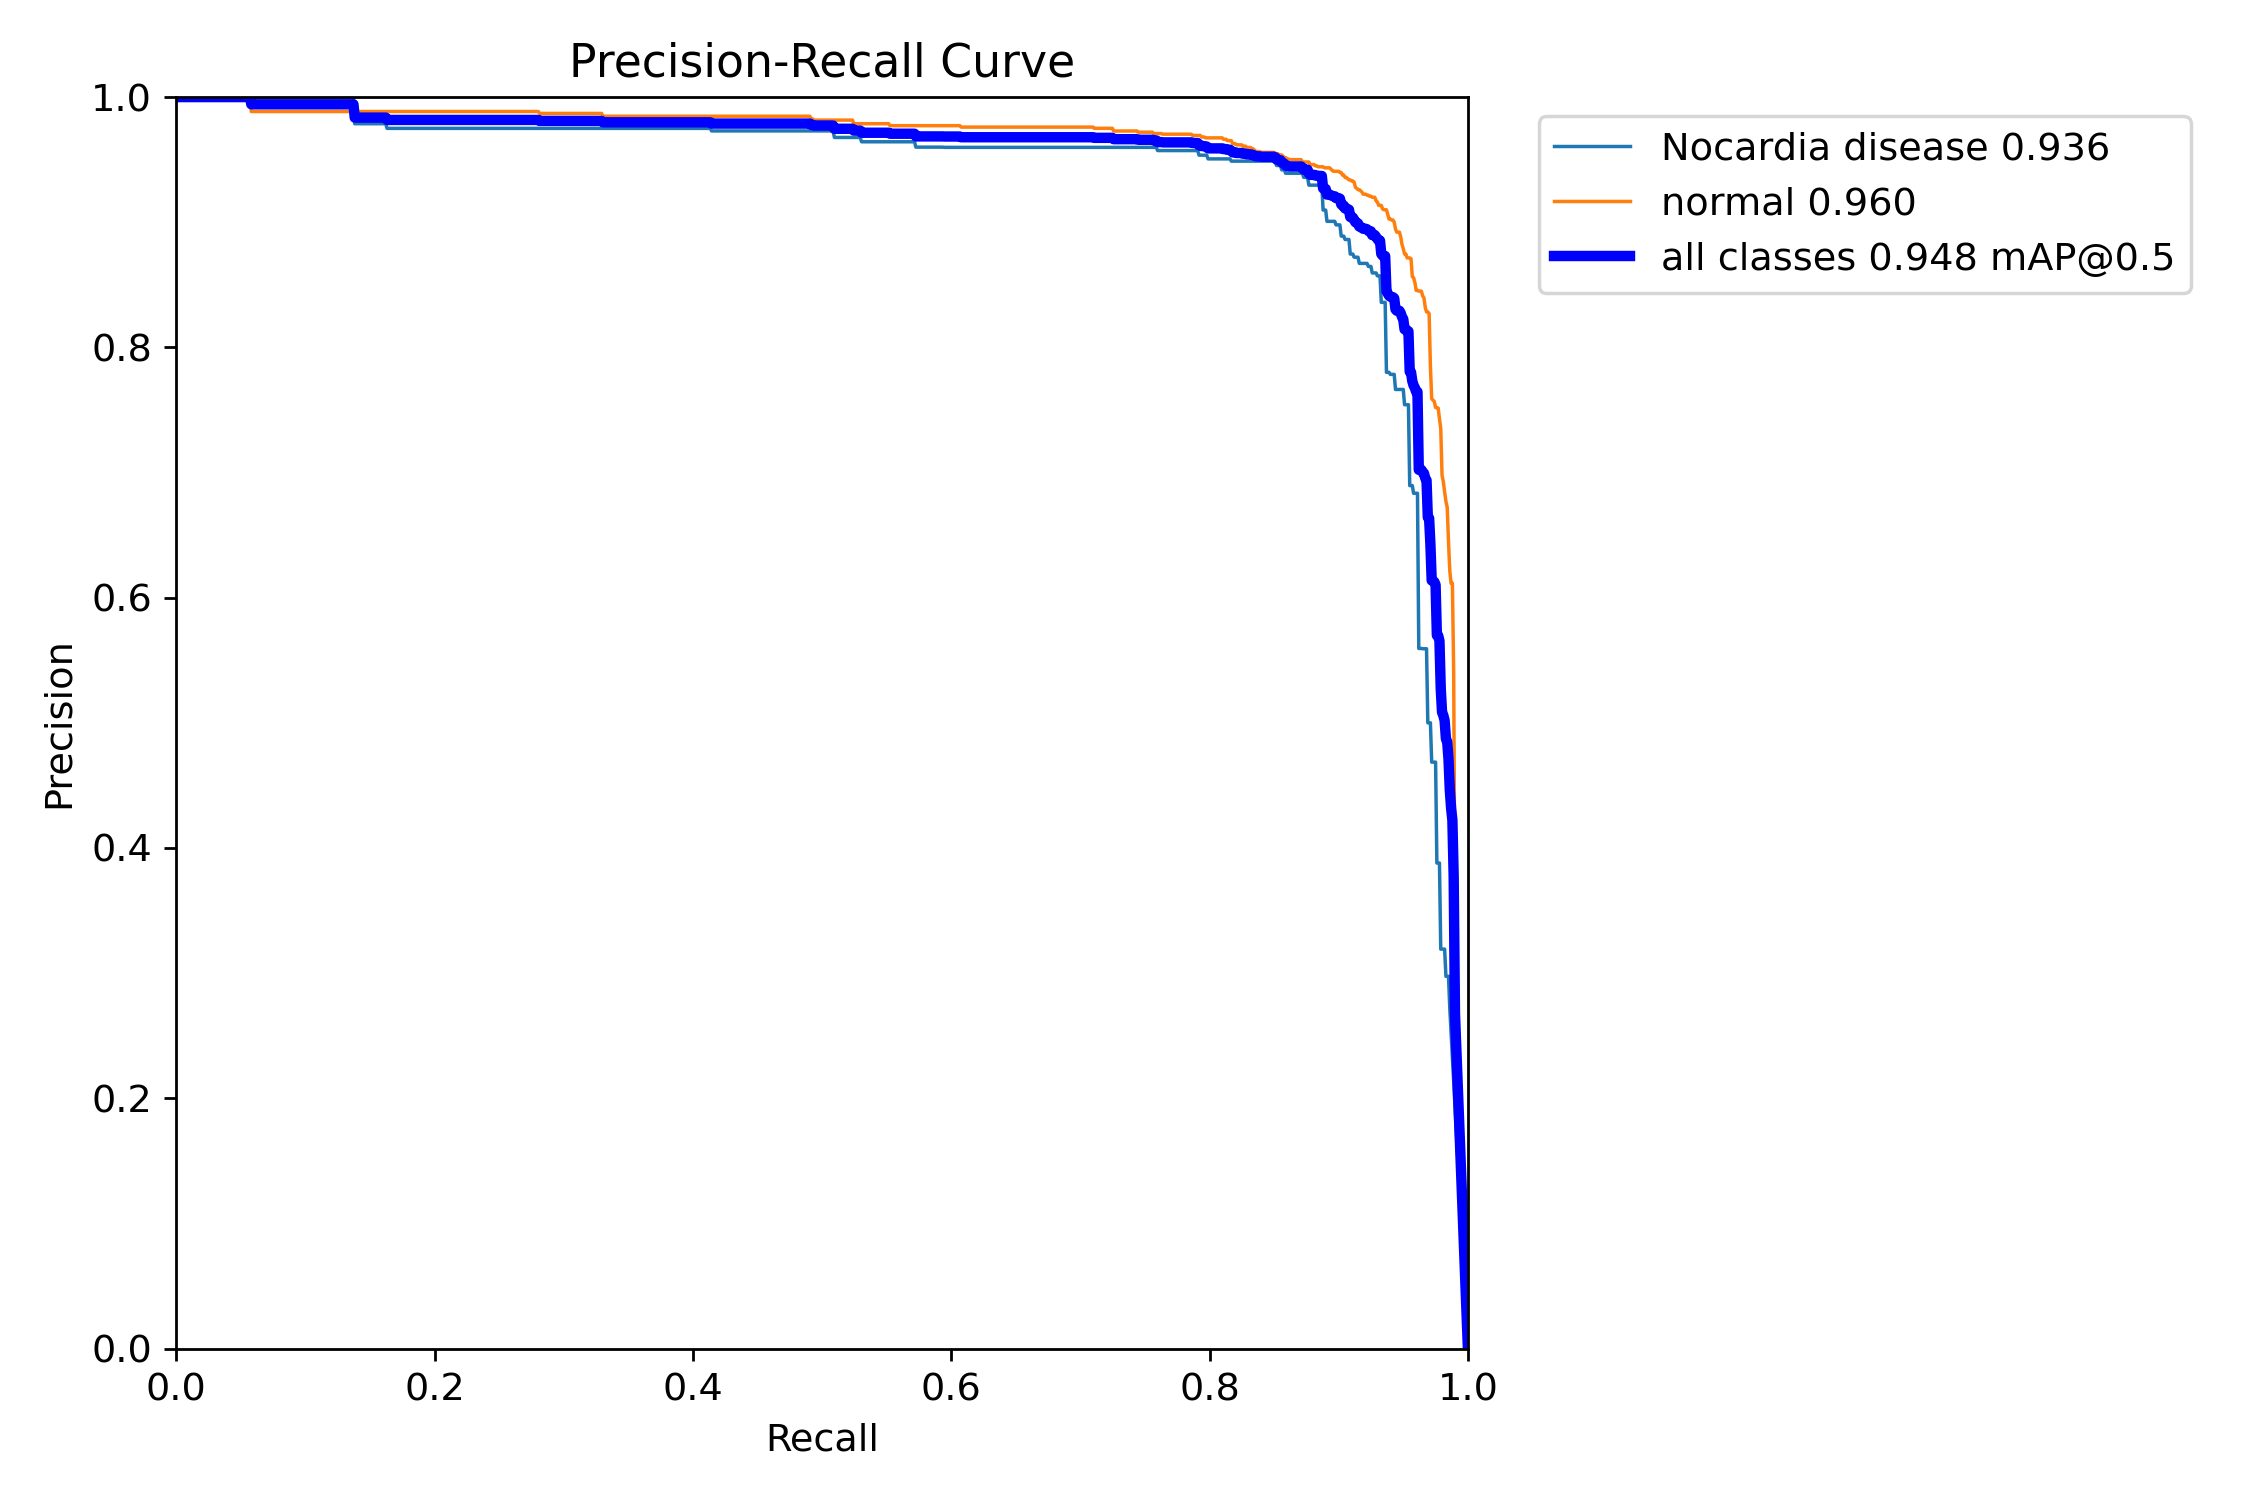 Precision-Recall Curve
1.0
0.8
0.6
0.4
0.2
0.0
Precision
0.0 0.2 0.4 0.6 0.8 1.0
Recall
Nocardia disease 0.936
normal 0.960
all classes 0.948 mAP@0.5